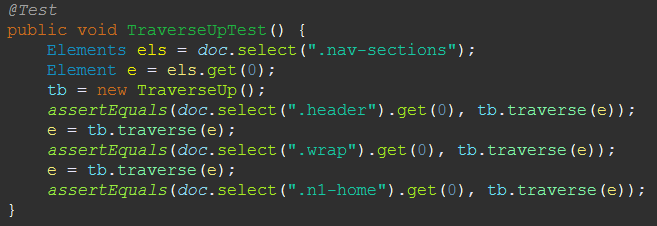 @Test
public void TraverseUpTest() {
    Elements els = doc.select(".nav-sections");
    Element e = els.get(0);
    tb = new TraverseUp();
    assertEquals(doc.select(".header").get(0), tb.traverse(e));
    e = tb.traverse(e);
    assertEquals(doc.select(".wrap").get(0), tb.traverse(e));
    e = tb.traverse(e);
    assertEquals(doc.select(".n1-home").get(0), tb.traverse(e));
}